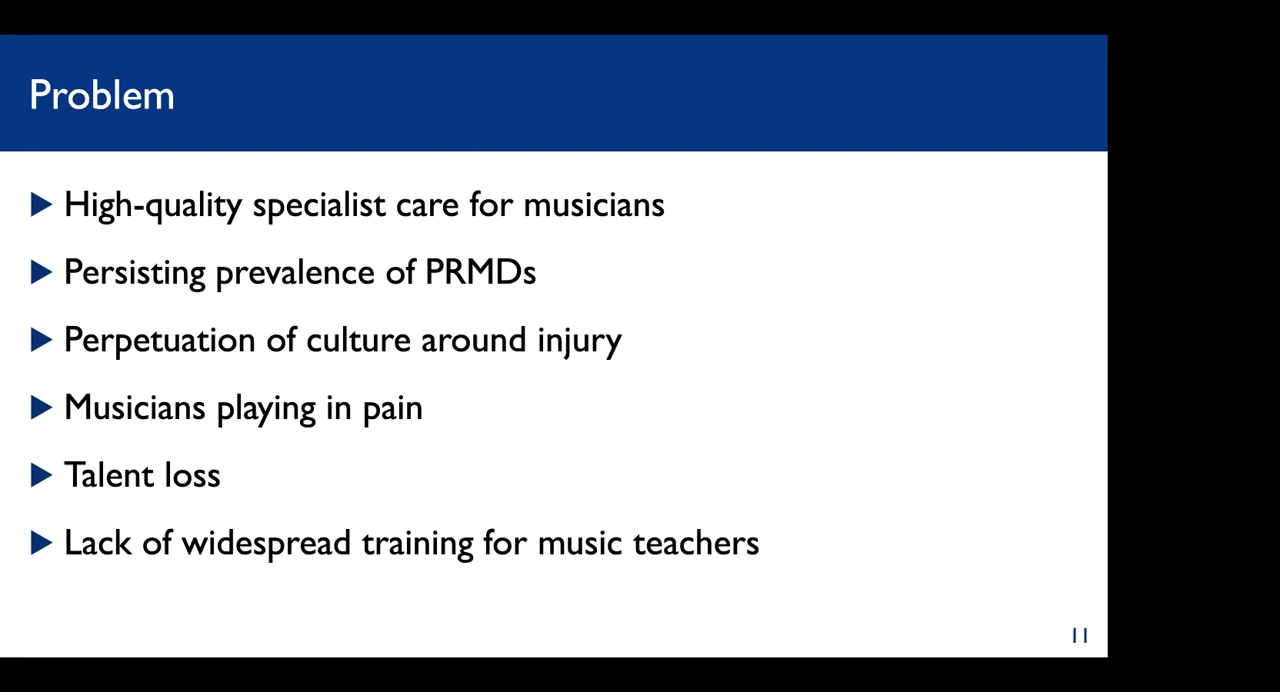 Problem
▶ High-quality specialist care for musicians
▶ Persisting prevalence of PRMDs
▶ Perpetuation of culture around injury
▶ Musicians playing in pain
▶ Talent loss
▶ Lack of widespread training for music teachers
11